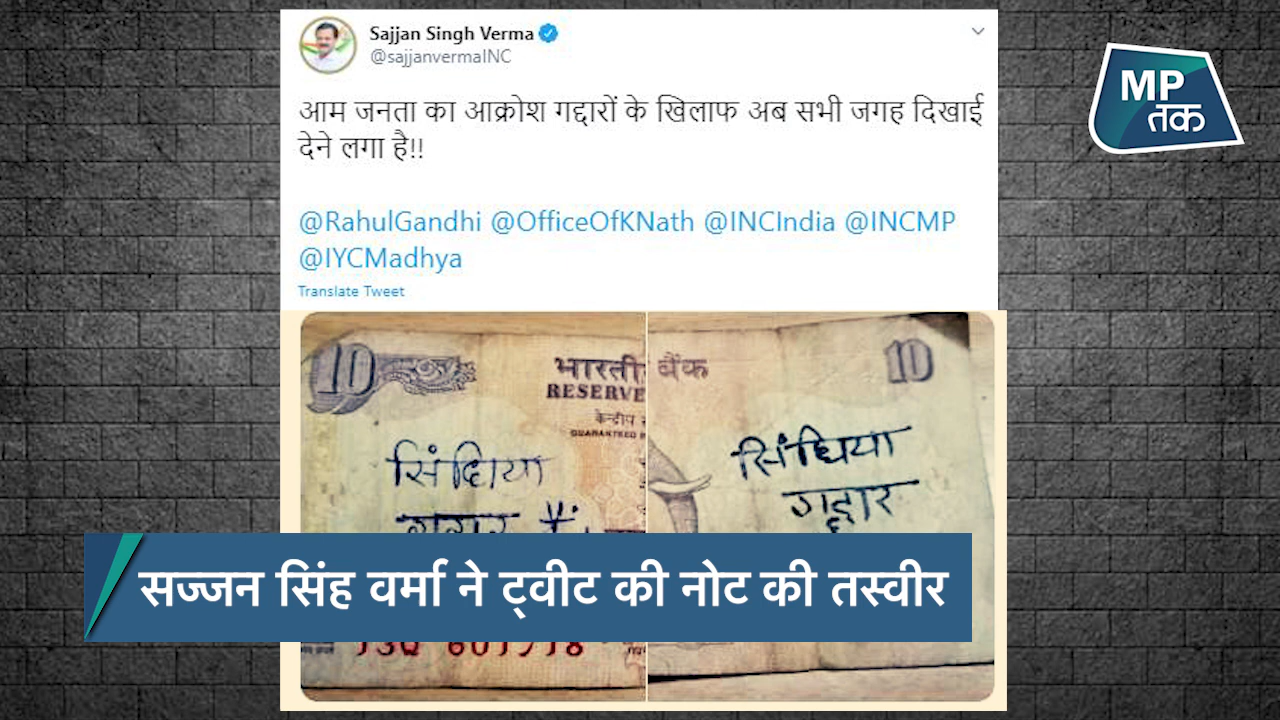 Sajjan Singh Verma
@sajjanvermaINC
MP
तक
आम जनता का आक्रोश गद्दारों के खिलाफ अब सभी जगह दिखाई
देने लगा है!!
@RahulGandhi @OfficeOfKNath @INCIndia @INCMP
@IYCMadhya
Translate Tweet
10
भारतीय
RESERVE
केन्द्रीय
GUARANTEED
सिंधिया
हैं
बैंक
10
सिंधिया
गद्दार
सज्जन सिंह वर्मा ने ट्वीट की नोट की तस्वीर